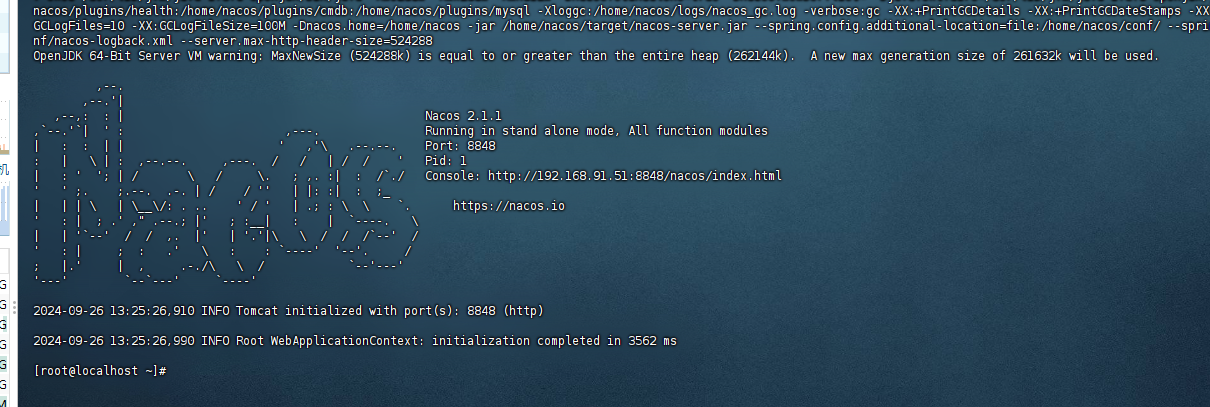 nacos/plugins/health:/home/nacos/plugins/cmdb:/home/nacos/plugins/mysql -Xloggc:/home/nacos/logs/nacos_gc.log -verbose:gc -XX:+PrintGCDetails -XX:+PrintGCDateStamps -XX
GCLogFiles=10 -XX:GCLogFileSize=100M -Dnacos.home=/home/nacos -jar /home/nacos/target/nacos-server.jar --spring.config.additional-location=file:/home/nacos/conf/ --spri
nf/nacos-logback.xml --server.max-http-header-size=524288
OpenJDK 64-Bit Server VM warning: MaxNewSize (524288k) is equal to or greater than the entire heap (262144k).  A new max generation size of 261632k will be used.
Nacos 2.1.1
Running in stand alone mode, All function modules
Port: 8848
Pid: 1
Console: http://192.168.91.51:8848/nacos/index.html
https://nacos.io
2024-09-26 13:25:26,910 INFO Tomcat initialized with port(s): 8848 (http)
2024-09-26 13:25:26,990 INFO Root WebApplicationContext: initialization completed in 3562 ms
[root@localhost ~]#
机
G
G
G
G
G
G
M